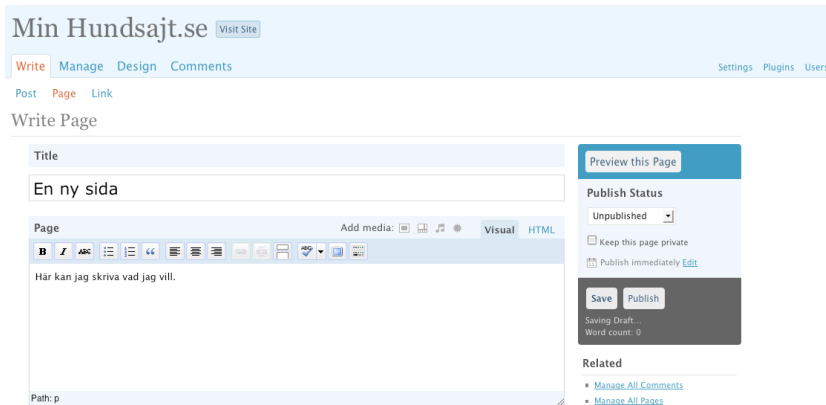 Min Hundsajt.se Visit Site
Write Manage Design Comments Settings Plugins Users
Post Page Link
Write Page
Title
En ny sida
Page Add media: Visual HTML
B I ABC ABC
Här kan jag skriva vad jag vill.
Path: p
Preview this Page
Publish Status
Unpublished
Keep this page private
Publish immediately Edit
Save Publish
Saving Draft...
Word count: 0
Related
Manage All Comments
Manage All Pages